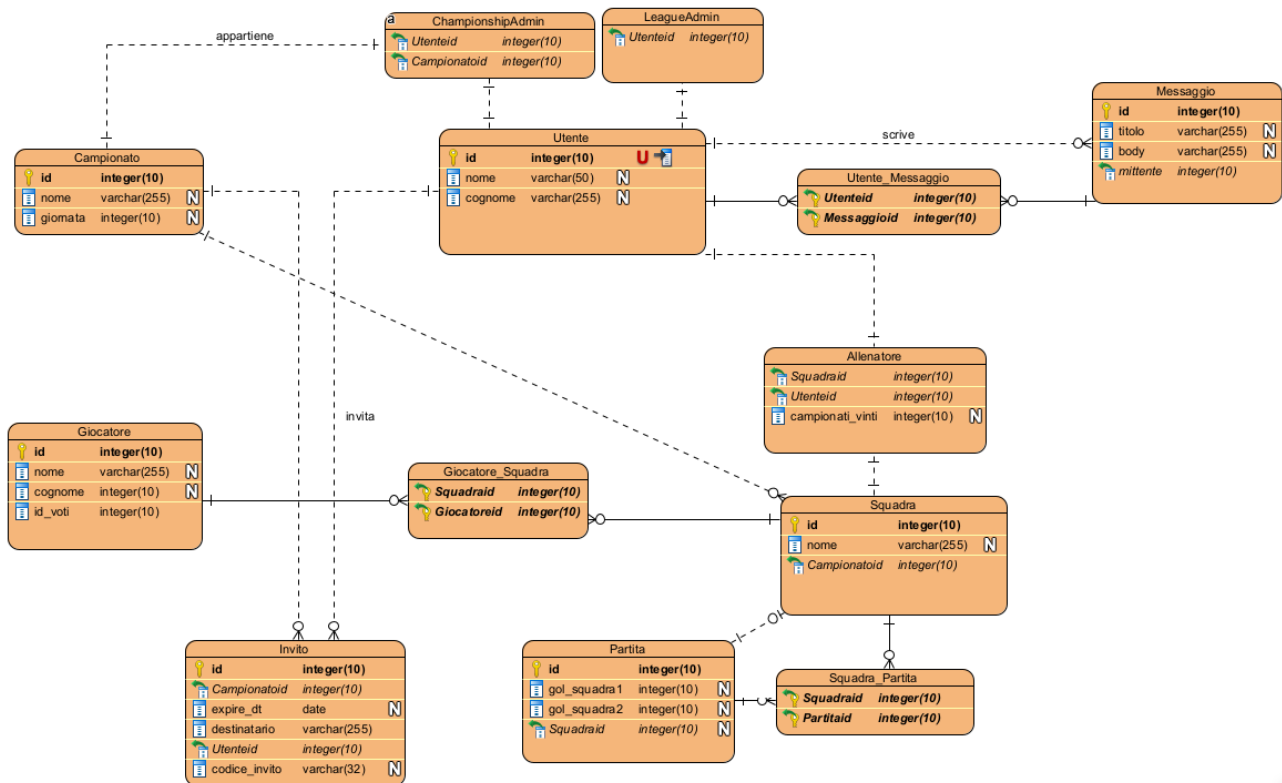 a
ChampionshipAdmin
Utenteid integer(10)
Campionatoid integer(10)
LeagueAdmin
Utenteid integer(10)
appartiene
Messaggio
id integer(10)
titolo varchar(255) N
body varchar(255) N
mittente integer(10)
scrive
Utente
id integer(10) U
nome varchar(50) N
cognome varchar(255) N
Campionato
id integer(10)
nome varchar(255) N
giornata integer(10) N
Utente_Messaggio
Utenteid integer(10)
Messaggioid integer(10)
Allenatore
Squadraid integer(10)
Utenteid integer(10)
campionati_vinti integer(10) N
invita
Giocatore
id integer(10)
nome varchar(255) N
cognome integer(10) N
id_voti integer(10)
Giocatore_Squadra
Squadraid integer(10)
Giocatoreid integer(10)
Squadra
id integer(10)
nome varchar(255) N
Campionatoid integer(10)
Invito
id integer(10)
Campionatoid integer(10)
expire_dt date N
destinatario varchar(255)
Utenteid integer(10)
codice_invito varchar(32) N
Partita
id integer(10)
gol_squadra1 integer(10) N
gol_squadra2 integer(10) N
Squadraid integer(10) N
Squadra_Partita
Squadraid integer(10)
Partitaid integer(10)